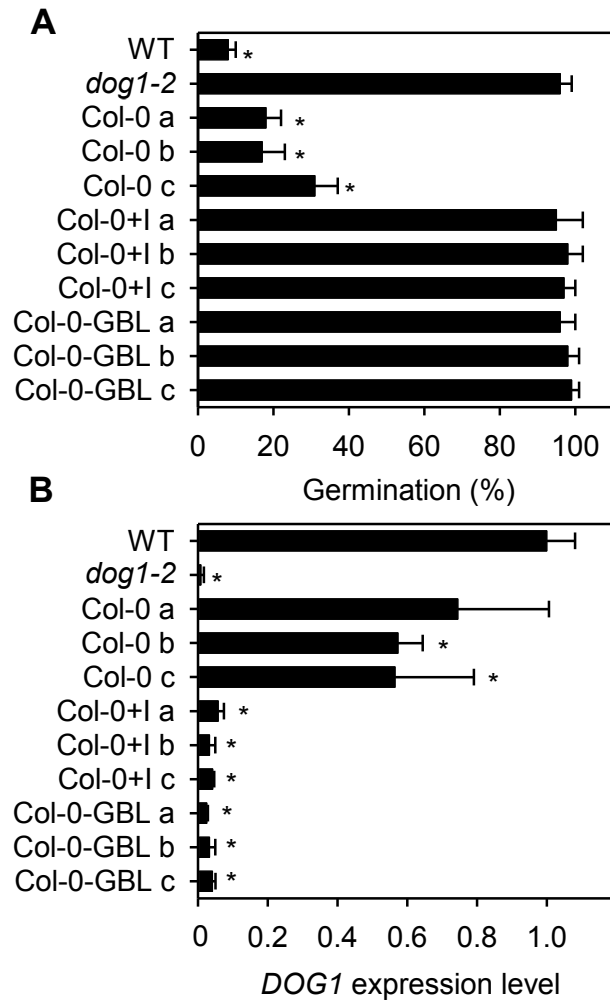 A
WT
*
dog1-2
Col-0 a
*
Col-0 b
*
Col-0 c
*
Col-0+I a
Col-0+I b
Col-0+I c
Col-0-GBL a
Col-0-GBL b
Col-0-GBL c
0 20 40 60 80 100
Germination (%)
B
WT
dog1-2
*
Col-0 a
Col-0 b
*
Col-0 c
*
Col-0+I a
*
Col-0+I b
*
Col-0+I c
*
Col-0-GBL a
*
Col-0-GBL b
*
Col-0-GBL c
*
0 0.2 0.4 0.6 0.8 1.0
DOG1 expression level